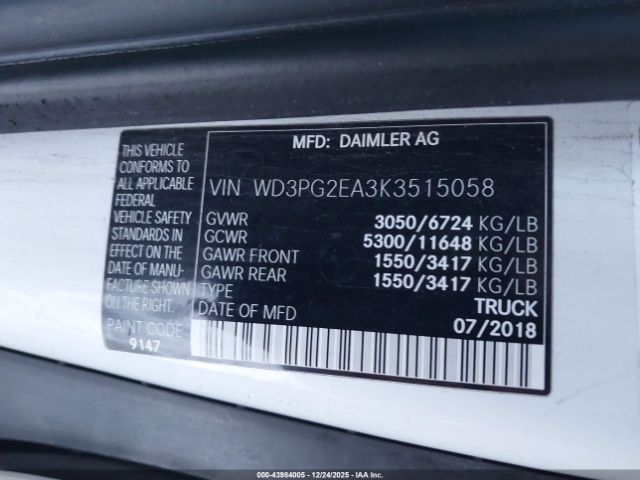 MFD: DAIMLER AG
THIS VEHICLE
CONFORMS TO
ALL APPLICABLE
FEDERAL
VEHICLE SAFETY
STANDARDS IN
EFFECT ON THE
DATE OF MANU-
FACTURE SHOWN
ON THE RIGHT.
PAINT CODE
9147
VIN WD3PG2EA3K3515058
GVWR 3050/6724 KG/LB
GCWR 5300/11648 KG/LB
GAWR FRONT 1550/3417 KG/LB
GAWR REAR 1550/3417 KG/LB
TYPE TRUCK
DATE OF MFD 07/2018
000-43984005 - 12/24/2025 - IAAI.COM